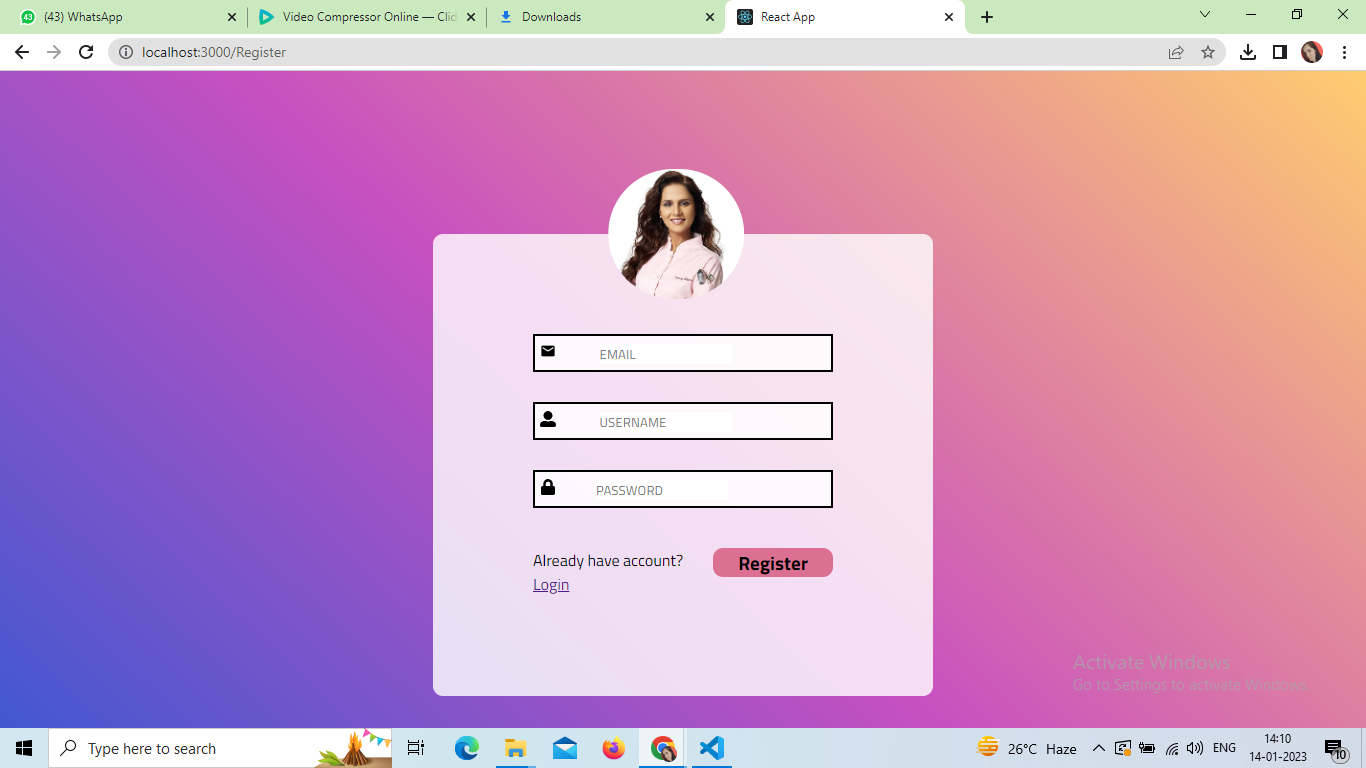 43
(43) WhatsApp
Video Compressor Online — Clid
Downloads
React App
localhost:3000/Register
EMAIL
USERNAME
PASSWORD
Already have account?
Register
Login
Activate Windows
Go to Settings to activate Windows.
Type here to search
26°C Haze
ENG
14:10
14-01-2023
10